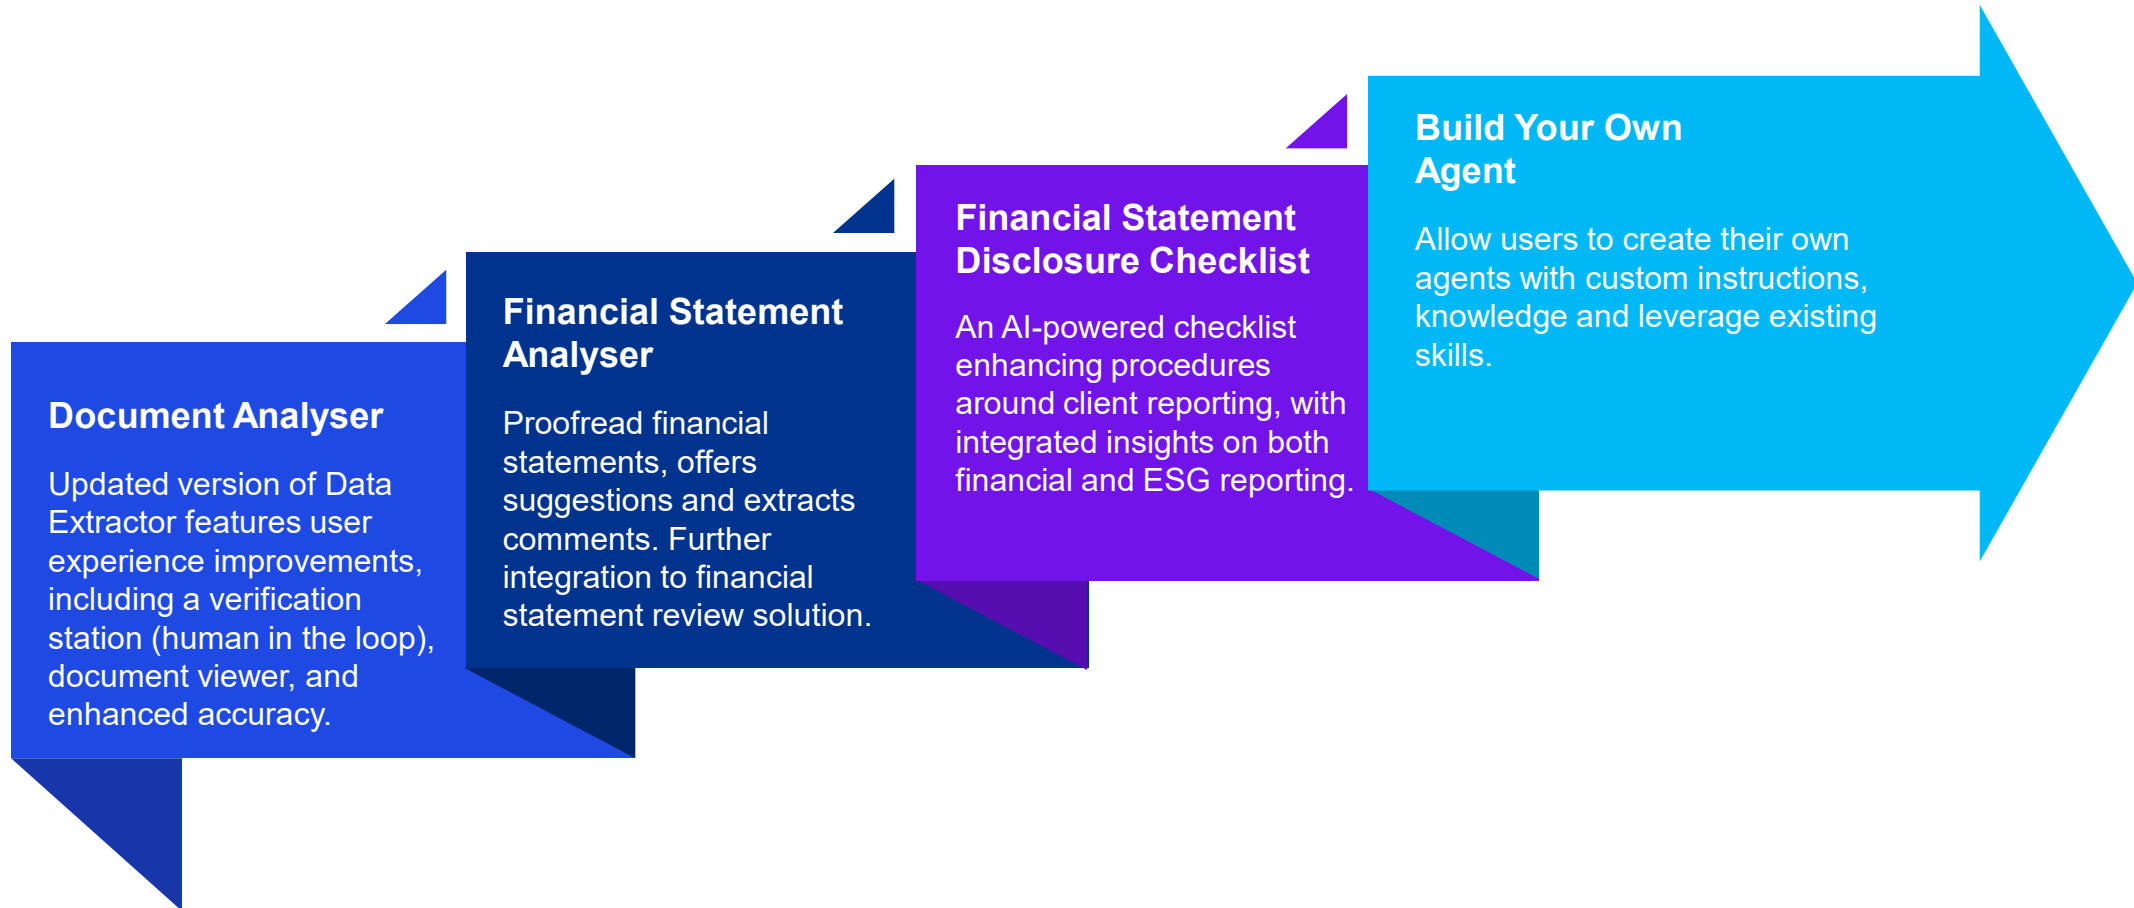 Document Analyser
Updated version of Data
Extractor features user
experience improvements,
including a verification
station (human in the loop),
document viewer, and
enhanced accuracy.
Financial Statement
Analyser
Proofread financial
statements, offers
suggestions and extracts
comments. Further
integration to financial
statement review solution.
Financial Statement
Disclosure Checklist
An AI-powered checklist
enhancing procedures
around client reporting, with
integrated insights on both
financial and ESG reporting.
Build Your Own
Agent
Allow users to create their own
agents with custom instructions,
knowledge and leverage existing
skills.